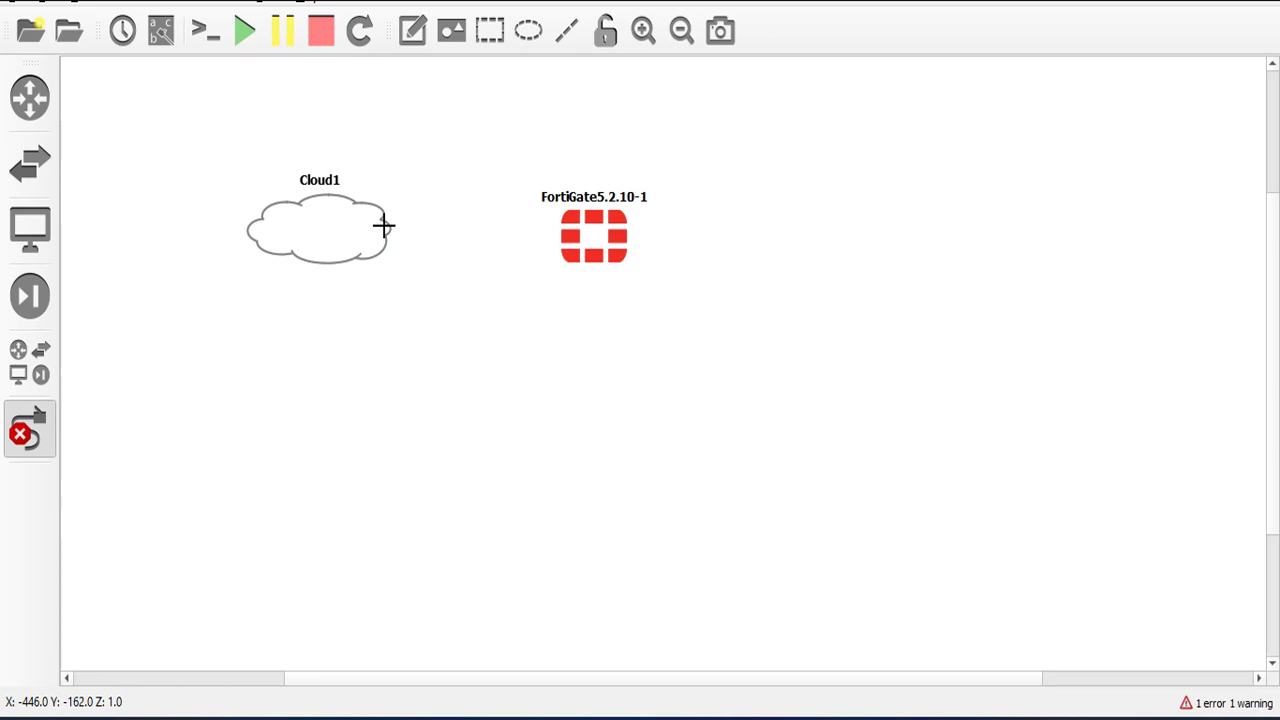 a c
b
Cloud1
FortiGate5.2.10-1
X: -446.0 Y: -162.0 Z: 1.0
1 error 1 warning